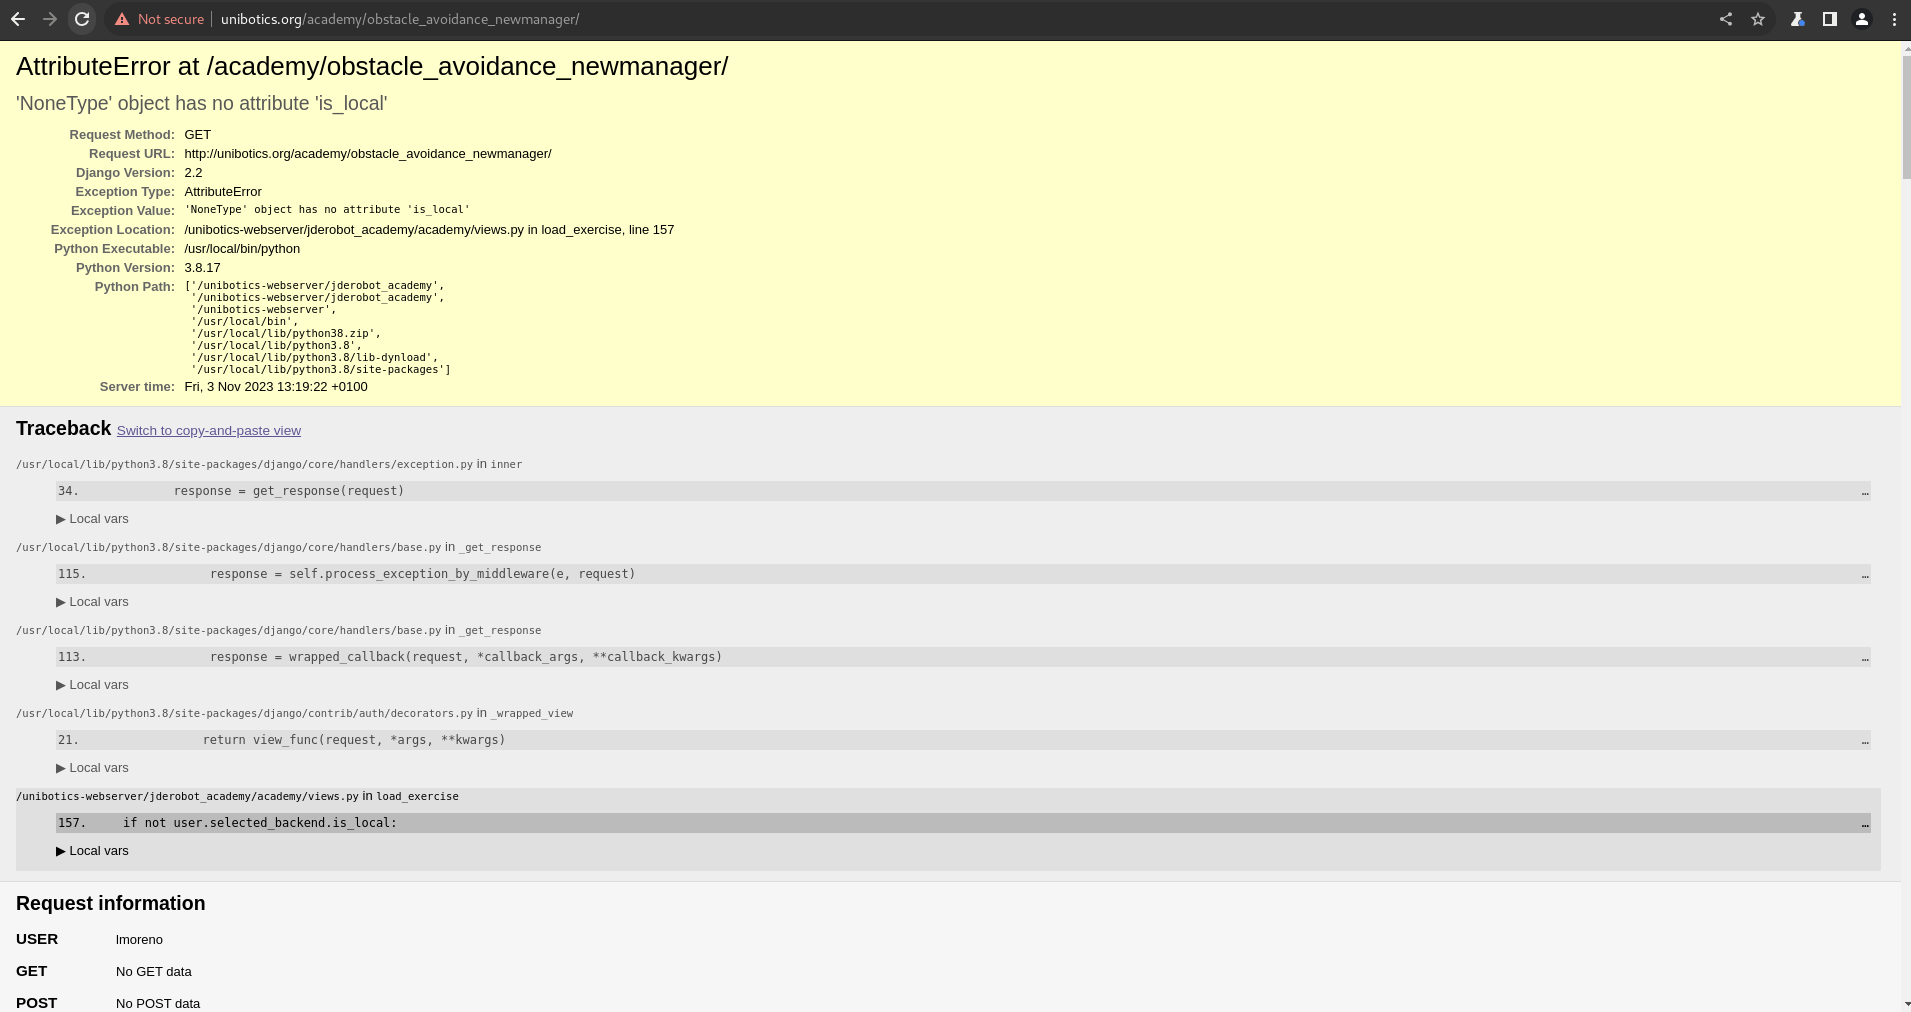 Not secure | unibotics.org/academy/obstacle_avoidance_newmanager/
AttributeError at /academy/obstacle_avoidance_newmanager/
'NoneType' object has no attribute 'is_local'
Request Method: GET
Request URL: http://unibotics.org/academy/obstacle_avoidance_newmanager/
Django Version: 2.2
Exception Type: AttributeError
Exception Value: 'NoneType' object has no attribute 'is_local'
Exception Location: /unibotics-webserver/jderobot_academy/academy/views.py in load_exercise, line 157
Python Executable: /usr/local/bin/python
Python Version: 3.8.17
Python Path: ['/unibotics-webserver/jderobot_academy',
'/unibotics-webserver/jderobot_academy',
'/unibotics-webserver',
'/usr/local/bin',
'/usr/local/lib/python38.zip',
'/usr/local/lib/python3.8',
'/usr/local/lib/python3.8/lib-dynload',
'/usr/local/lib/python3.8/site-packages']
Server time: Fri, 3 Nov 2023 13:19:22 +0100
Traceback Switch to copy-and-paste view
/usr/local/lib/python3.8/site-packages/django/core/handlers/exception.py in inner
34. response = get_response(request) …
▶ Local vars
/usr/local/lib/python3.8/site-packages/django/core/handlers/base.py in _get_response
115. response = self.process_exception_by_middleware(e, request) …
▶ Local vars
/usr/local/lib/python3.8/site-packages/django/core/handlers/base.py in _get_response
113. response = wrapped_callback(request, *callback_args, **callback_kwargs) …
▶ Local vars
/usr/local/lib/python3.8/site-packages/django/contrib/auth/decorators.py in _wrapped_view
21. return view_func(request, *args, **kwargs) …
▶ Local vars
/unibotics-webserver/jderobot_academy/academy/views.py in load_exercise
157. if not user.selected_backend.is_local: …
▶ Local vars
Request information
USER lmoreno
GET No GET data
POST No POST data